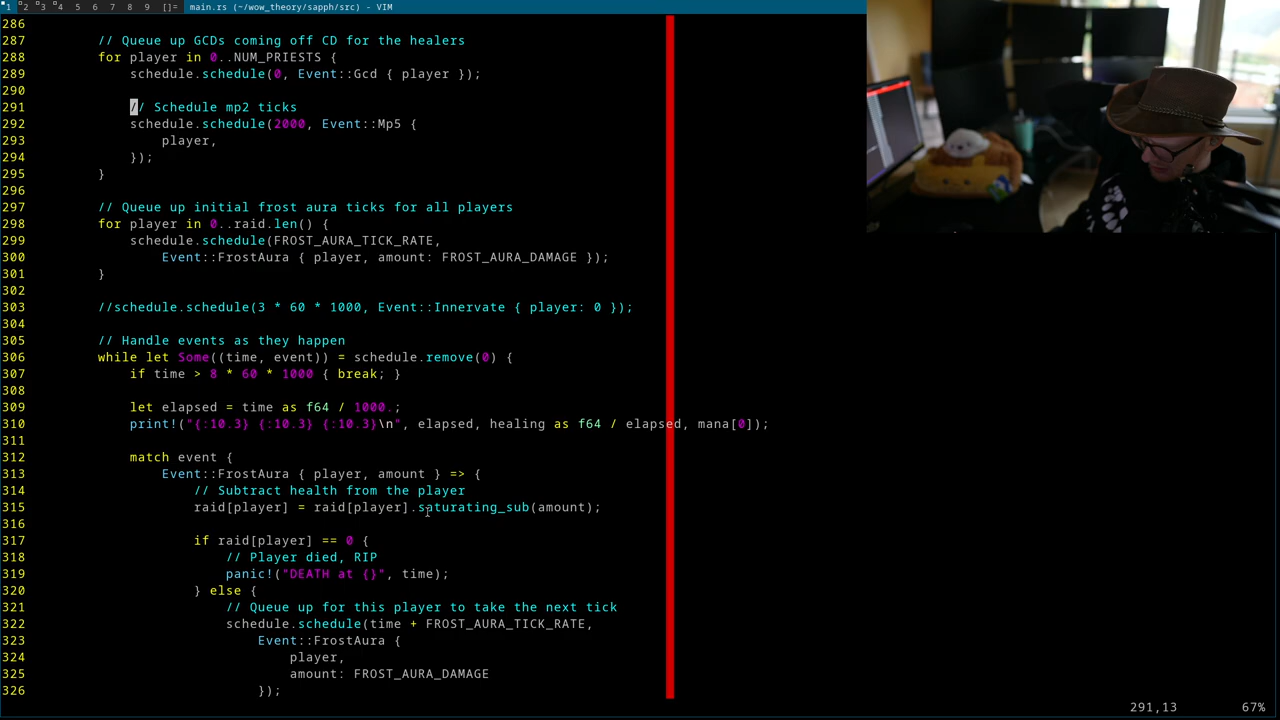 1 2 3 4 5 6 7 8 9 []= main.rs (~/wow_theory/sapph/src) - VIM
286
287 // Queue up GCDs coming off CD for the healers
288 for player in 0..NUM_PRIESTS {
289 schedule.schedule(0, Event::Gcd { player });
290
291 // Schedule mp2 ticks
292 schedule.schedule(2000, Event::Mp5 {
293 player,
294 });
295 }
296
297 // Queue up initial frost aura ticks for all players
298 for player in 0..raid.len() {
299 schedule.schedule(FROST_AURA_TICK_RATE,
300 Event::FrostAura { player, amount: FROST_AURA_DAMAGE });
301 }
302
303 //schedule.schedule(3 * 60 * 1000, Event::Innervate { player: 0 });
304
305 // Handle events as they happen
306 while let Some((time, event)) = schedule.remove(0) {
307 if time > 8 * 60 * 1000 { break; }
308
309 let elapsed = time as f64 / 1000.;
310 print!("{:10.3} {:10.3} {:10.3}\n", elapsed, healing as f64 / elapsed, mana[0]);
311
312 match event {
313 Event::FrostAura { player, amount } => {
314 // Subtract health from the player
315 raid[player] = raid[player].saturating_sub(amount);
316
317 if raid[player] == 0 {
318 // Player died, RIP
319 panic!("DEATH at {}", time);
320 } else {
321 // Queue up for this player to take the next tick
322 schedule.schedule(time + FROST_AURA_TICK_RATE,
323 Event::FrostAura {
324 player,
325 amount: FROST_AURA_DAMAGE
326 });
291,13 67%